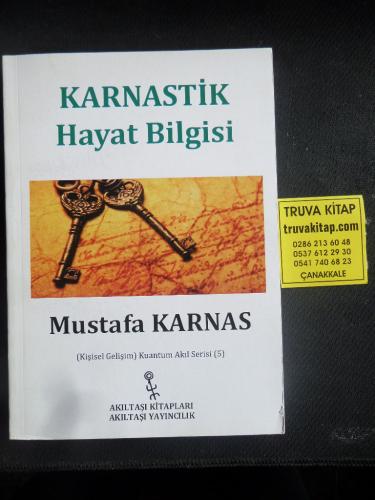 KARNASTİK
Hayat Bilgisi
Mustafa KARNAS
(Kişisel Gelişim) Kuantum Akıl Serisi (5)
AKILTAŞI KİTAPLARI
AKILTAŞI YAYINCILIK
TRUVA KİTAP
truvakitap.com
0286 213 60 48
0537 612 29 30
0541 740 68 23
ÇANAKKALE